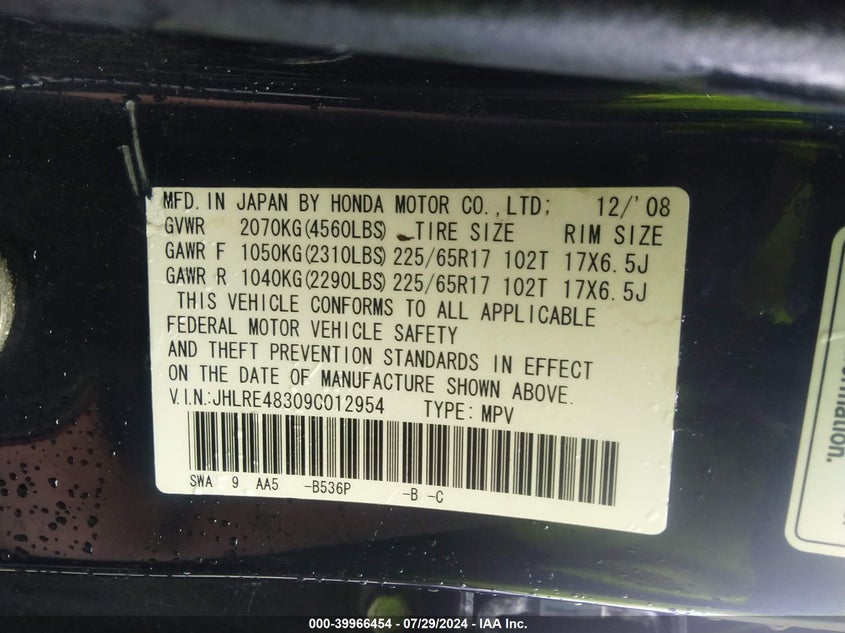 MFD. IN JAPAN BY HONDA MOTOR CO., LTD; 12/'08
GVWR 2070KG(4560LBS) TIRE SIZE RIM SIZE
GAWR F 1050KG(2310LBS) 225/65R17 102T 17X6.5J
GAWR R 1040KG(2290LBS) 225/65R17 102T 17X6.5J
THIS VEHICLE CONFORMS TO ALL APPLICABLE
FEDERAL MOTOR VEHICLE SAFETY
AND THEFT PREVENTION STANDARDS IN EFFECT
ON THE DATE OF MANUFACTURE SHOWN ABOVE.
V.I.N.:JHLRE48309C012954 TYPE: MPV
SWA 9 AA5 -B536P -B -C
000-39966454 / 07/29/2024 - IAA Inc.